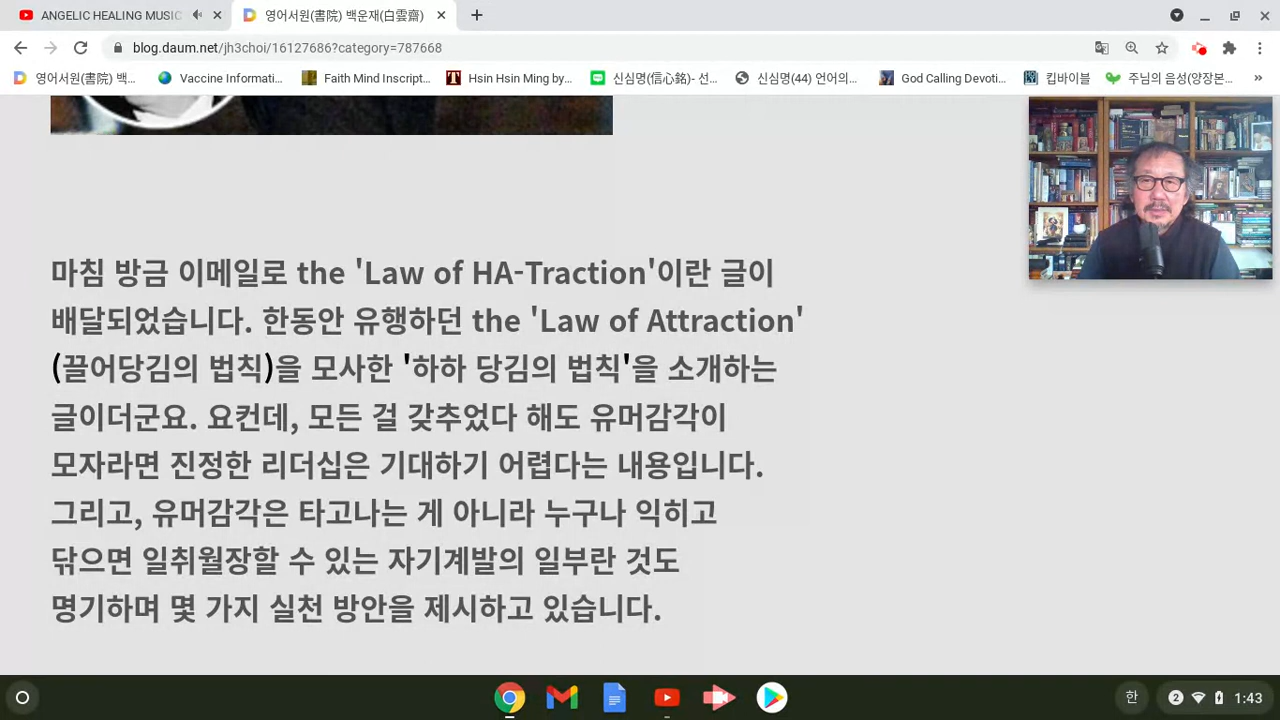 ANGELIC HEALING MUSIC
영어서원(書院) 백운재(白雲齋)
blog.daum.net/jh3choi/16127686?category=787668
영어서원(書院) 백...
Vaccine Informati...
Faith Mind Inscript...
Hsin Hsin Ming by...
신심명(信心銘)- 선...
신심명(44) 언어의...
God Calling Devoti...
킵바이블
주님의 음성(양장본...
마침 방금 이메일로 the 'Law of HA-Traction'이란 글이
배달되었습니다. 한동안 유행하던 the 'Law of Attraction'
(끌어당김의 법칙)을 모사한 '하하 당김의 법칙'을 소개하는
글이더군요. 요컨데, 모든 걸 갖추었다 해도 유머감각이
모자라면 진정한 리더십은 기대하기 어렵다는 내용입니다.
그리고, 유머감각은 타고나는 게 아니라 누구나 익히고
닦으면 일취월장할 수 있는 자기계발의 일부란 것도
명기하며 몇 가지 실천 방안을 제시하고 있습니다.
한
2
1:43